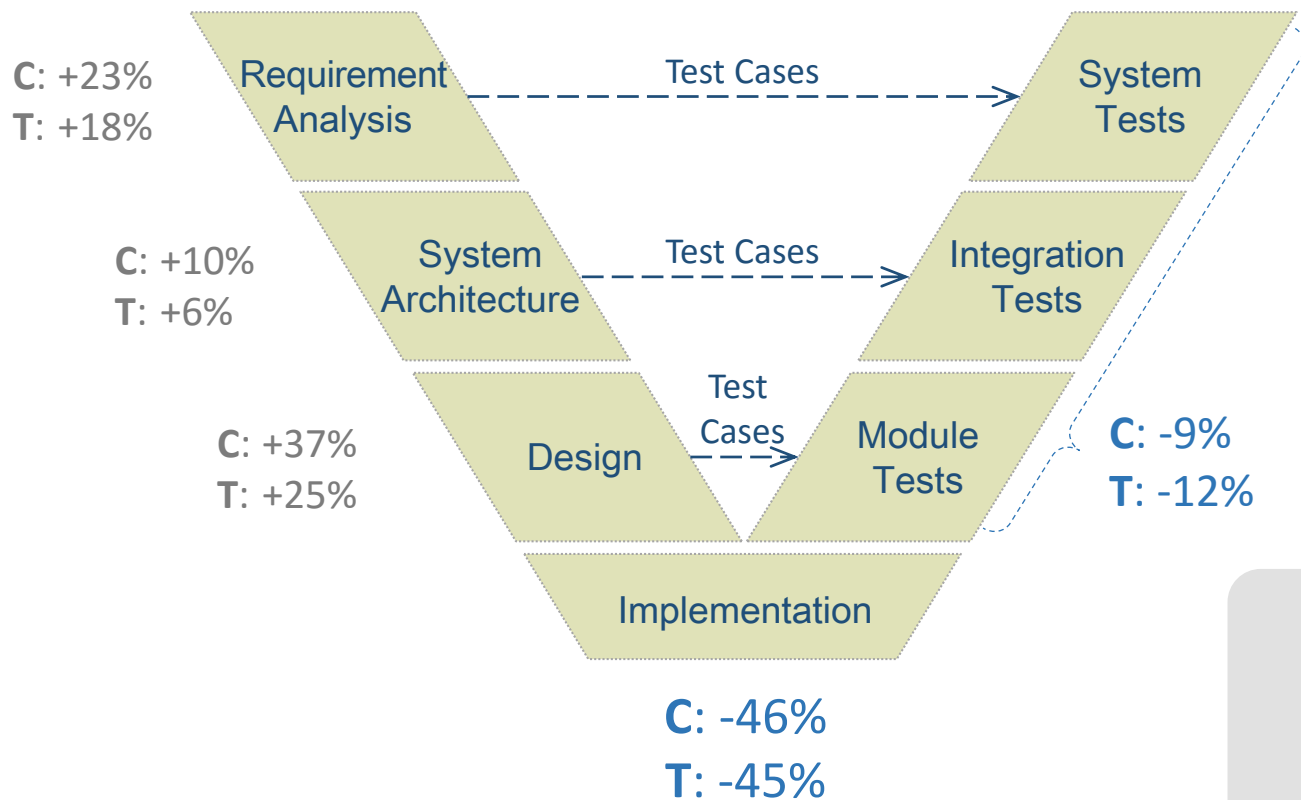 C: +23%
T: +18%
Requirement
Analysis
Test Cases
System
Tests
C: +10%
T: +6%
System
Architecture
Test Cases
Integration
Tests
C: +37%
T: +25%
Design
Test
Cases
Module
Tests
C: -9%
T: -12%
Implementation
C: -46%
T: -45%